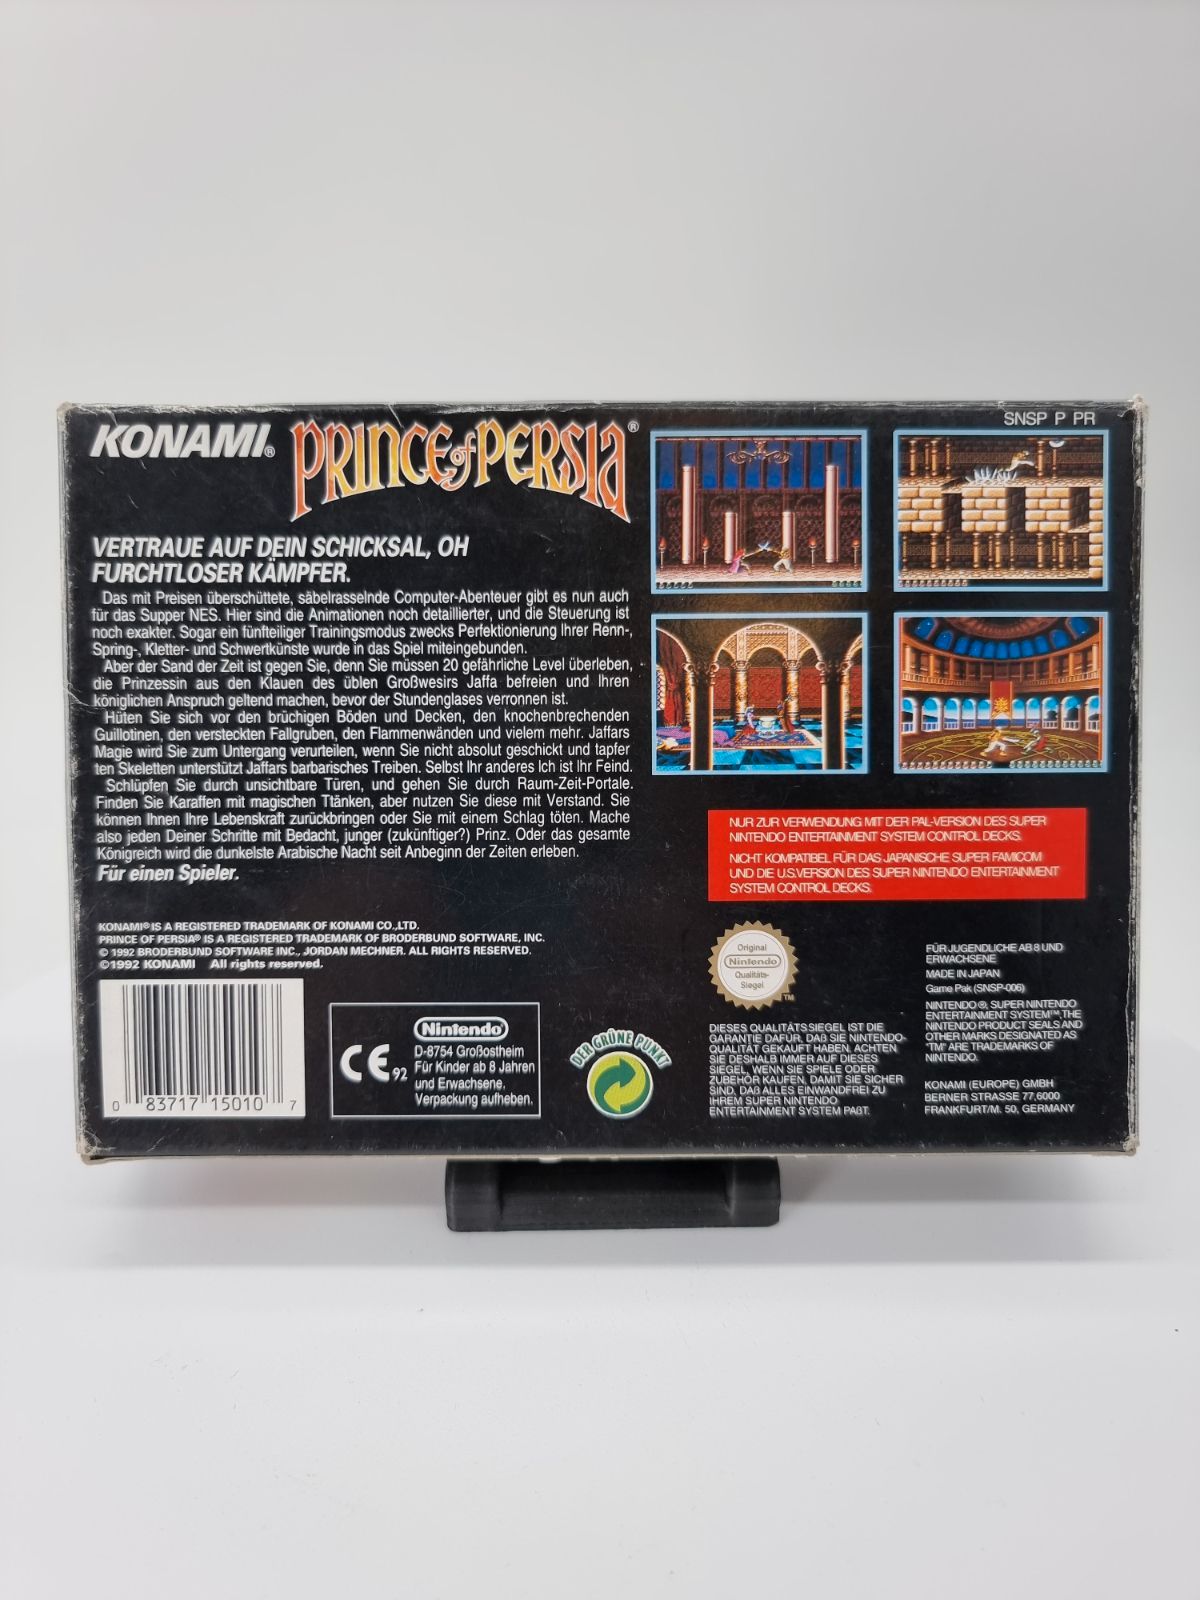 KONAMI®
PRINCE of PERSIA®
SNSP P PR
VERTRAUE AUF DEIN SCHICKSAL, OH
FURCHTLOSER KÄMPFER.
Das mit Preisen überschüttete, säbelrasselnde Computer-Abenteuer gibt es nun auch
für das Supper NES. Hier sind die Animationen noch detaillierter, und die Steuerung ist
noch exakter. Sogar ein fünfteiliger Trainingsmodus zwecks Perfektionierung Ihrer Renn-,
Spring-, Kletter- und Schwertkünste wurde in das Spiel miteingebunden.
Aber der Sand der Zeit ist gegen Sie, denn Sie müssen 20 gefährliche Level überleben,
die Prinzessin aus den Klauen des üblen Großwesirs Jaffa befreien und Ihren
königlichen Anspruch geltend machen, bevor der Stundenglases verronnen ist.
Hüten Sie sich vor den brüchigen Böden und Decken, den knochenbrechenden
Guillotinen, den versteckten Fallgruben, den Flammenwänden und vielem mehr. Jaffars
Magie wird Sie zum Untergang verurteilen, wenn Sie nicht absolut geschickt und tapfer
ten Skeletten unterstützt Jaffars barbarisches Treiben. Selbst Ihr anderes Ich ist Ihr Feind.
Schlüpfen Sie durch unsichtbare Türen, und gehen Sie durch Raum-Zeit-Portale.
Finden Sie Karaffen mit magischen Ttänken, aber nutzen Sie diese mit Verstand. Sie
können Ihnen Ihre Lebenskraft zurückbringen oder Sie mit einem Schlag töten. Mache
also jeden Deiner Schritte mit Bedacht, junger (zukünftiger?) Prinz. Oder das gesamte
Königreich wird die dunkelste Arabische Nacht seit Anbeginn der Zeiten erleben.
Für einen Spieler.
KONAMI® IS A REGISTERED TRADEMARK OF KONAMI CO.,LTD.
PRINCE OF PERSIA® IS A REGISTERED TRADEMARK OF BRODERBUND SOFTWARE, INC.
© 1992 BRODERBUND SOFTWARE INC., JORDAN MECHNER. ALL RIGHTS RESERVED.
©1992 KONAMI All rights reserved.
0 83717 15010 7
CE 92
Nintendo®
D-8754 Großostheim
Für Kinder ab 8 Jahren
und Erwachsene.
Verpackung aufheben.
DER GRÜNE PUNKT
NUR ZUR VERWENDUNG MIT DER PAL-VERSION DES SUPER
NINTENDO ENTERTAINMENT SYSTEM CONTROL DECKS.
NICHT KOMPATIBEL FÜR DAS JAPANISCHE SUPER FAMICOM
UND DIE U.S.VERSION DES SUPER NINTENDO ENTERTAINMENT
SYSTEM CONTROL DECKS.
Original
Nintendo
Qualitäts-
Siegel
TM
DIESES QUALITÄTSSIEGEL IST DIE
GARANTIE DAFÜR, DAß SIE NINTENDO-
QUALITÄT GEKAUFT HABEN. ACHTEN
SIE DESHALB IMMER AUF DIESES
SIEGEL, WENN SIE SPIELE ODER
ZUBEHÖR KAUFEN, DAMIT SIE SICHER
SIND, DAß ALLES EINWANDFREI ZU
IHREM SUPER NINTENDO
ENTERTAINMENT SYSTEM PAßT.
FÜR JUGENDLICHE AB 8 UND
ERWACHSENE
MADE IN JAPAN
Game Pak (SNSP-006)
NINTENDO®, SUPER NINTENDO
ENTERTAINMENT SYSTEM™,THE
NINTENDO PRODUCT SEALS AND
OTHER MARKS DESIGNATED AS
"TM" ARE TRADEMARKS OF
NINTENDO.
KONAMI (EUROPE) GMBH
BERNER STRASSE 77,6000
FRANKFURT/M. 50, GERMANY